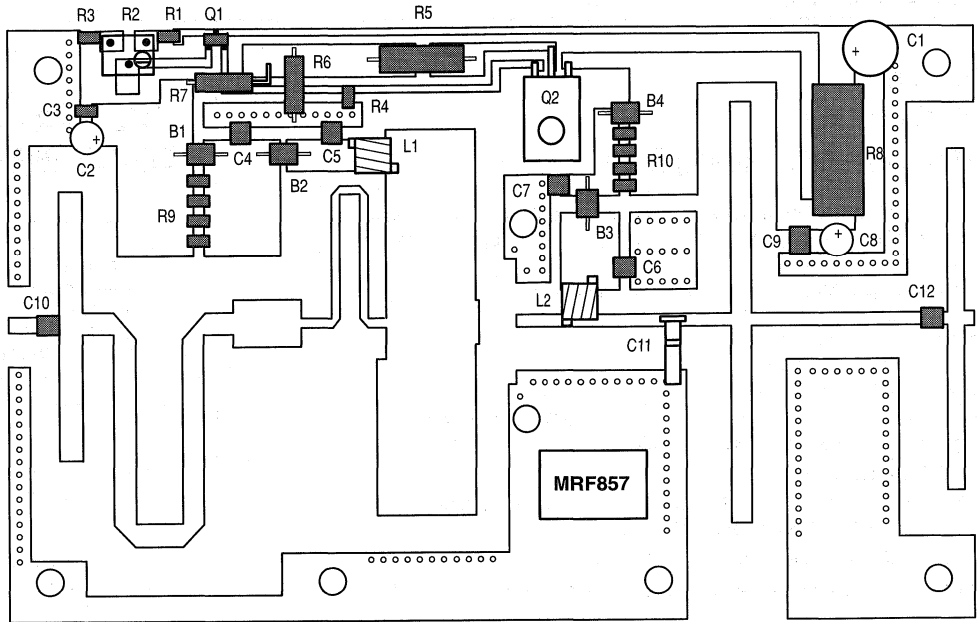 R3 R2 R1 Q1 R5
C1
R6
R7
Q2
R4
B4
C3
B1
C4 C5 L1
C2
R10
R8
B2
C7
R9
B3
C9 C8
C6
C10
L2
C12
C11
MRF857
+
+
+